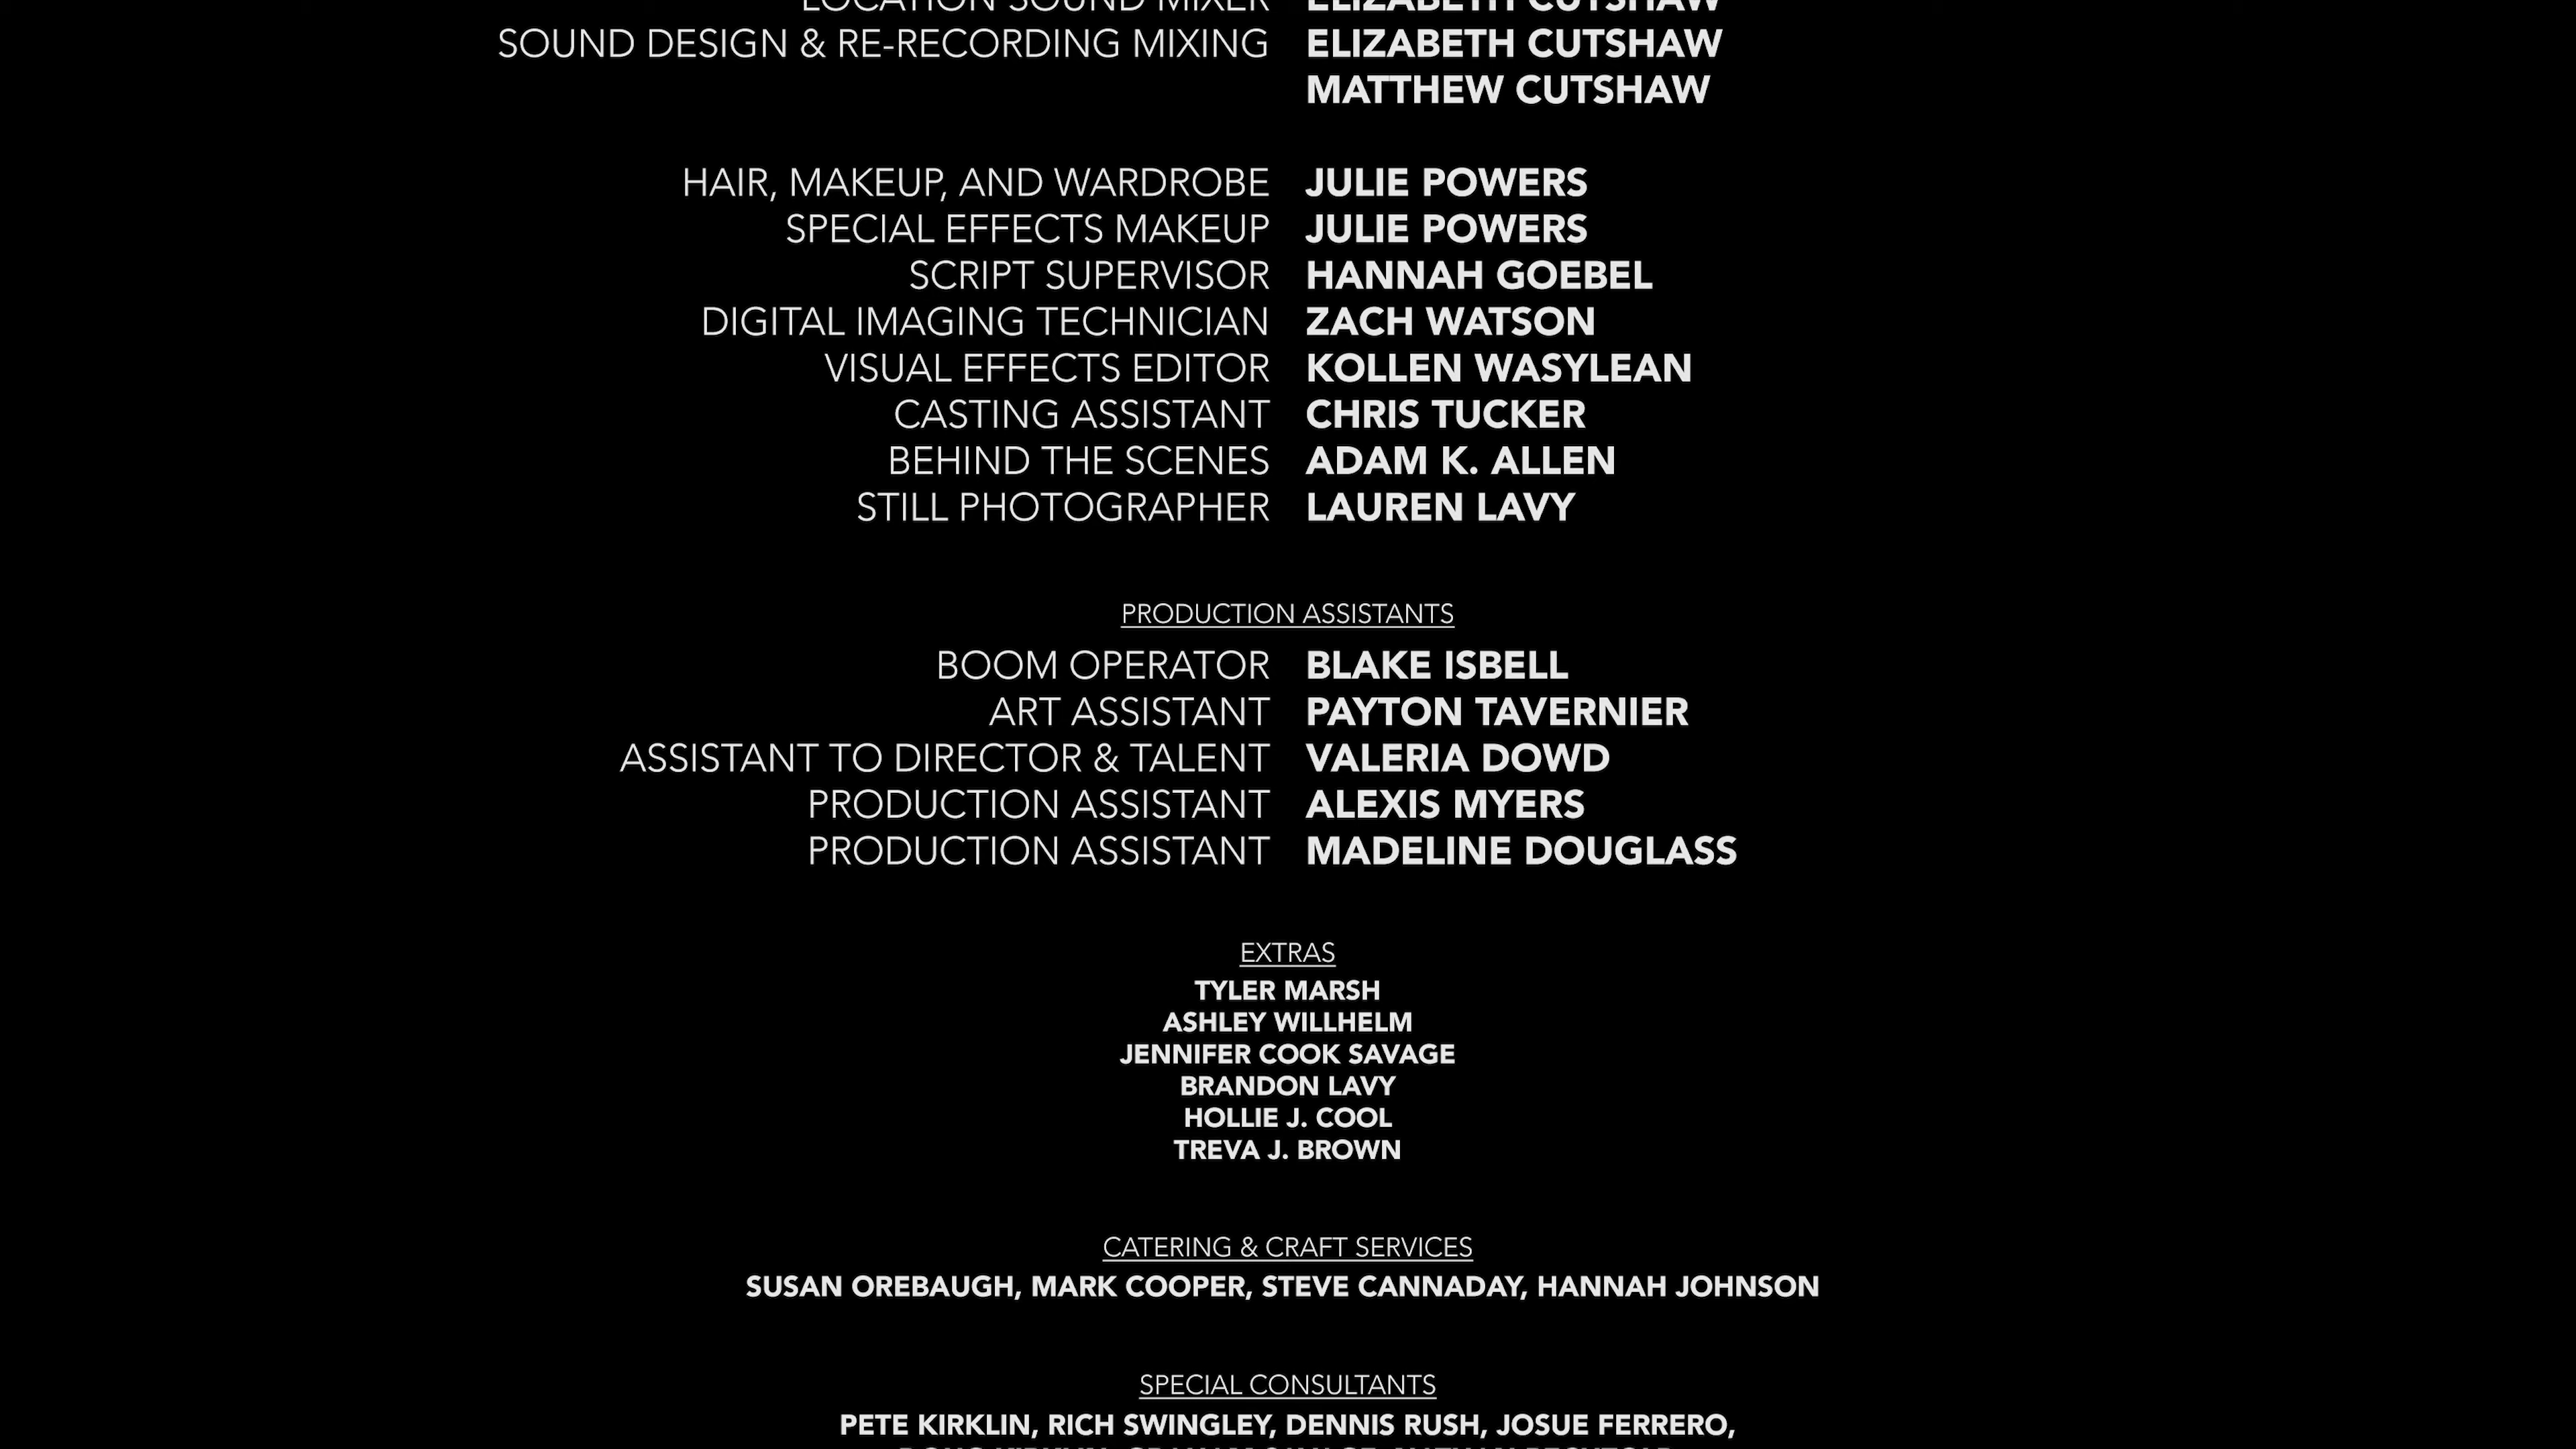 LOCATION SOUND MIXER ELIZABETH CUTSHAW
SOUND DESIGN & RE-RECORDING MIXING ELIZABETH CUTSHAW
MATTHEW CUTSHAW
HAIR, MAKEUP, AND WARDROBE JULIE POWERS
SPECIAL EFFECTS MAKEUP JULIE POWERS
SCRIPT SUPERVISOR HANNAH GOEBEL
DIGITAL IMAGING TECHNICIAN ZACH WATSON
VISUAL EFFECTS EDITOR KOLLEN WASYLEAN
CASTING ASSISTANT CHRIS TUCKER
BEHIND THE SCENES ADAM K. ALLEN
STILL PHOTOGRAPHER LAUREN LAVY
PRODUCTION ASSISTANTS
BOOM OPERATOR BLAKE ISBELL
ART ASSISTANT PAYTON TAVERNIER
ASSISTANT TO DIRECTOR & TALENT VALERIA DOWD
PRODUCTION ASSISTANT ALEXIS MYERS
PRODUCTION ASSISTANT MADELINE DOUGLASS
EXTRAS
TYLER MARSH
ASHLEY WILLHELM
JENNIFER COOK SAVAGE
BRANDON LAVY
HOLLIE J. COOL
TREVA J. BROWN
CATERING & CRAFT SERVICES
SUSAN OREBAUGH, MARK COOPER, STEVE CANNADAY, HANNAH JOHNSON
SPECIAL CONSULTANTS
PETE KIRKLIN, RICH SWINGLEY, DENNIS RUSH, JOSUE FERRERO,